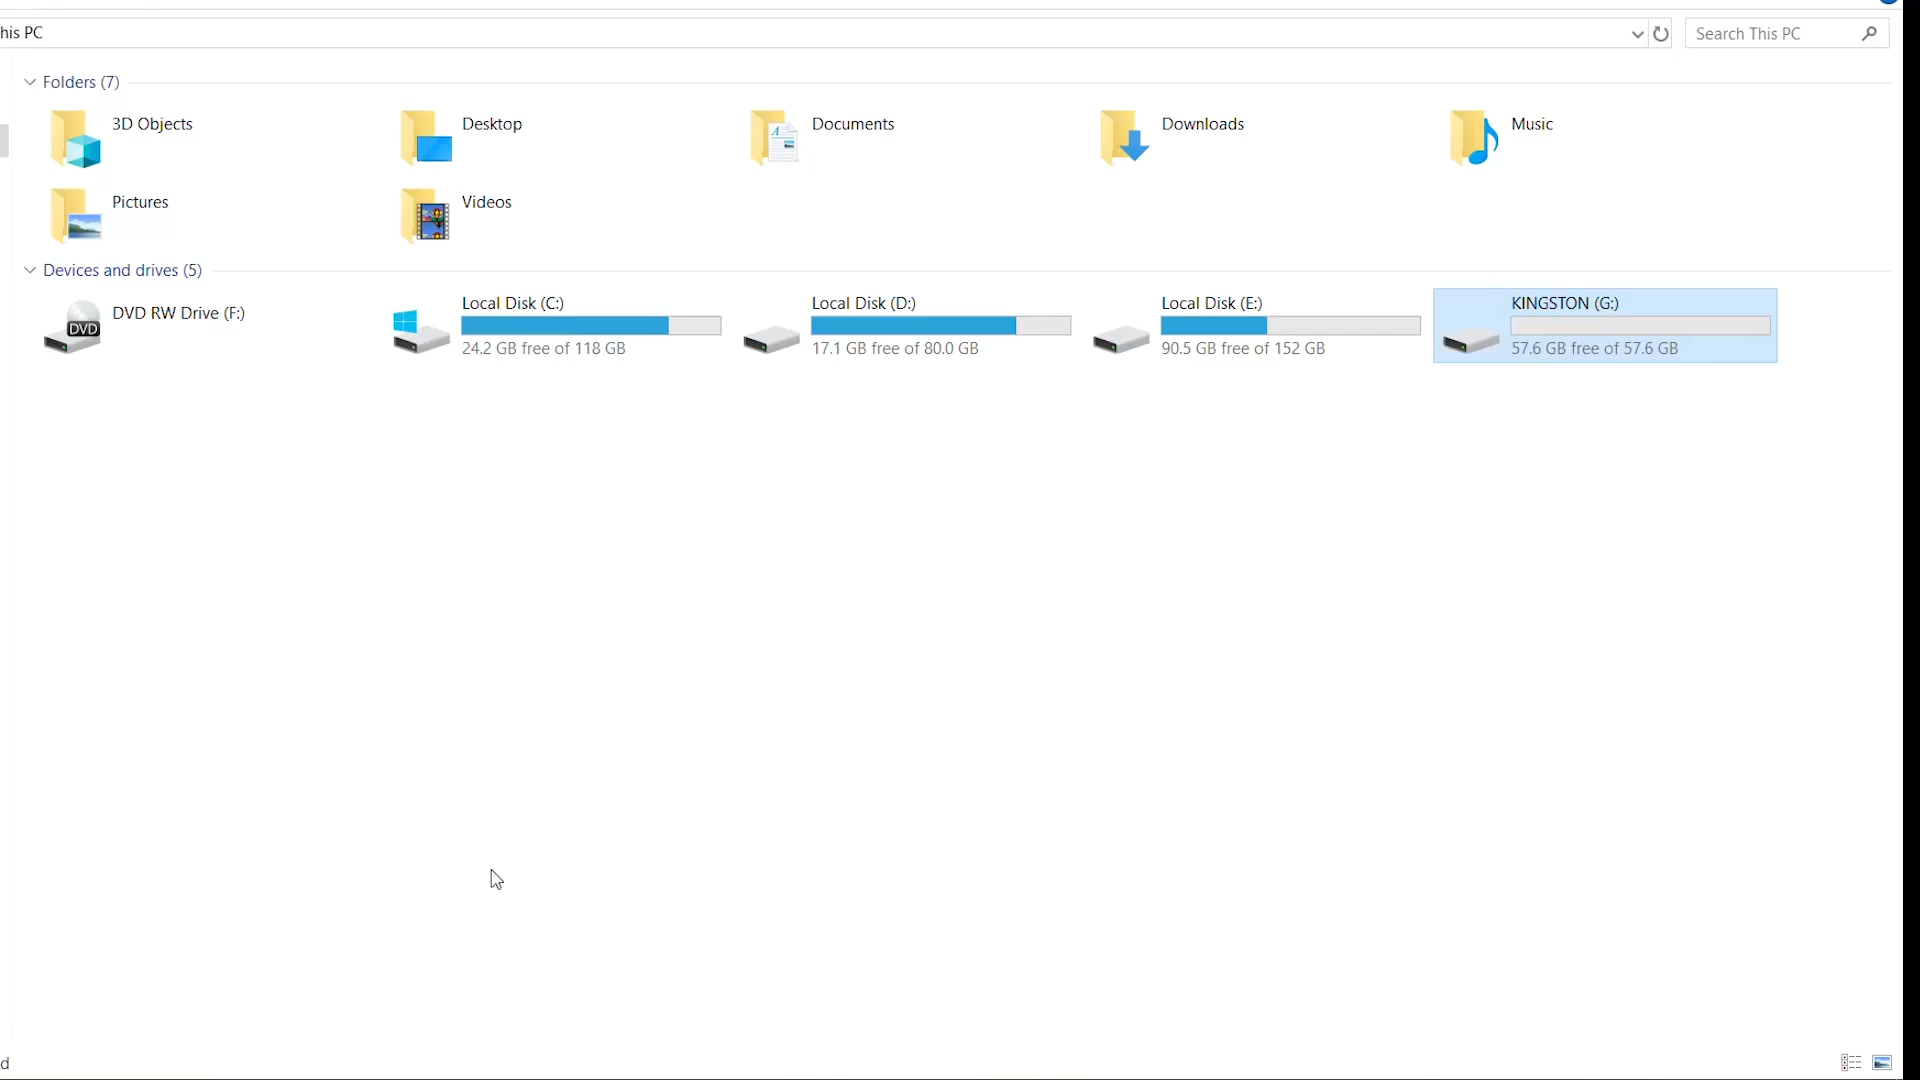 his PC
Search This PC
Folders (7)
3D Objects
Desktop
Documents
Downloads
Music
Pictures
Videos
Devices and drives (5)
DVD RW Drive (F:)
DVD
Local Disk (C:)
24.2 GB free of 118 GB
Local Disk (D:)
17.1 GB free of 80.0 GB
Local Disk (E:)
90.5 GB free of 152 GB
KINGSTON (G:)
57.6 GB free of 57.6 GB
d